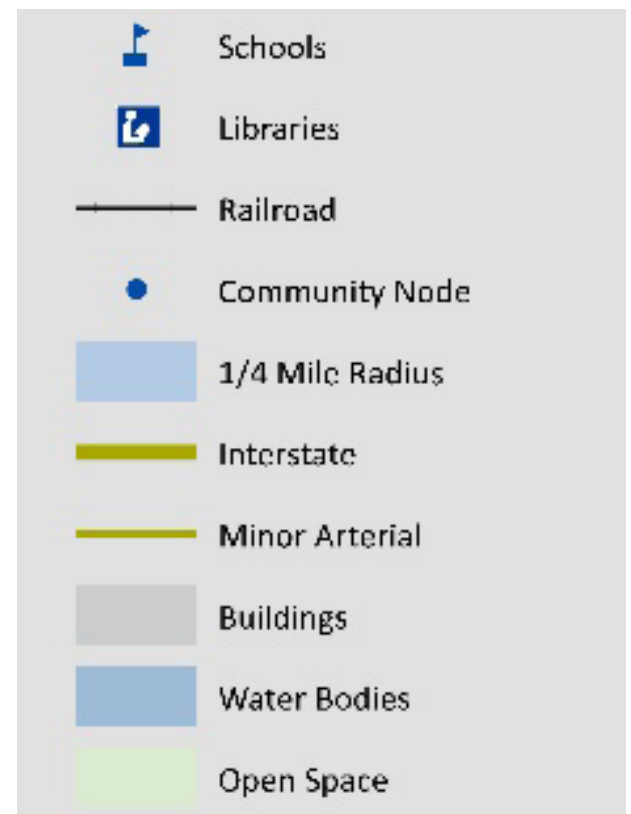 Schools
Libraries
Railroad
Community Node
1/4 Mile Radius
Interstate
Minor Arterial
Buildings
Water Bodies
Open Space